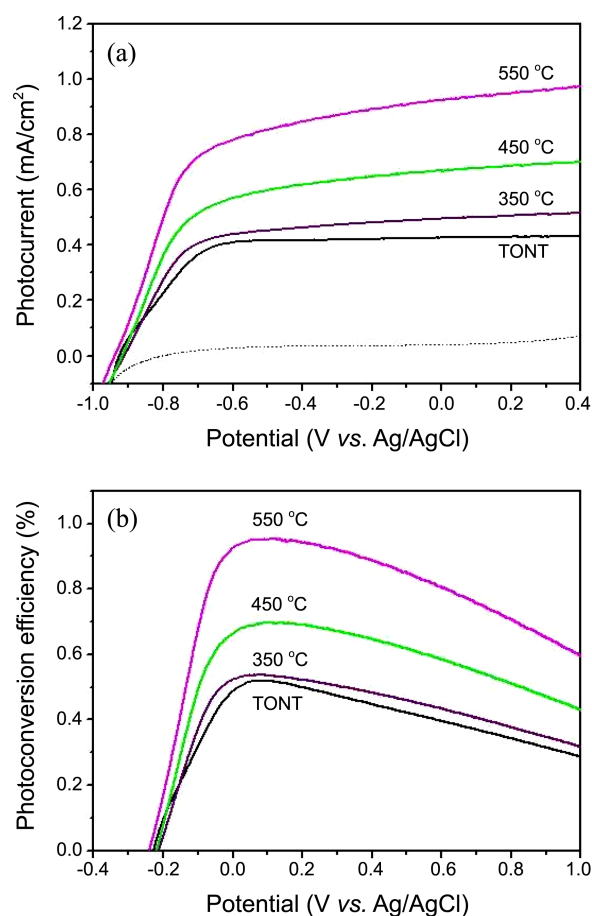 (a)
1.2
1.0
0.8
0.6
0.4
0.2
0.0
Photocurrent (mA/cm²)
550 °C
450 °C
350 °C
TONT
-1.0 -0.8 -0.6 -0.4 -0.2 0.0 0.2 0.4
Potential (V vs. Ag/AgCl)
(b)
1.0
0.8
0.6
0.4
0.2
0.0
Photoconversion efficiency (%)
550 °C
450 °C
350 °C
TONT
-0.4 -0.2 0.0 0.2 0.4 0.6 0.8 1.0
Potential (V vs. Ag/AgCl)